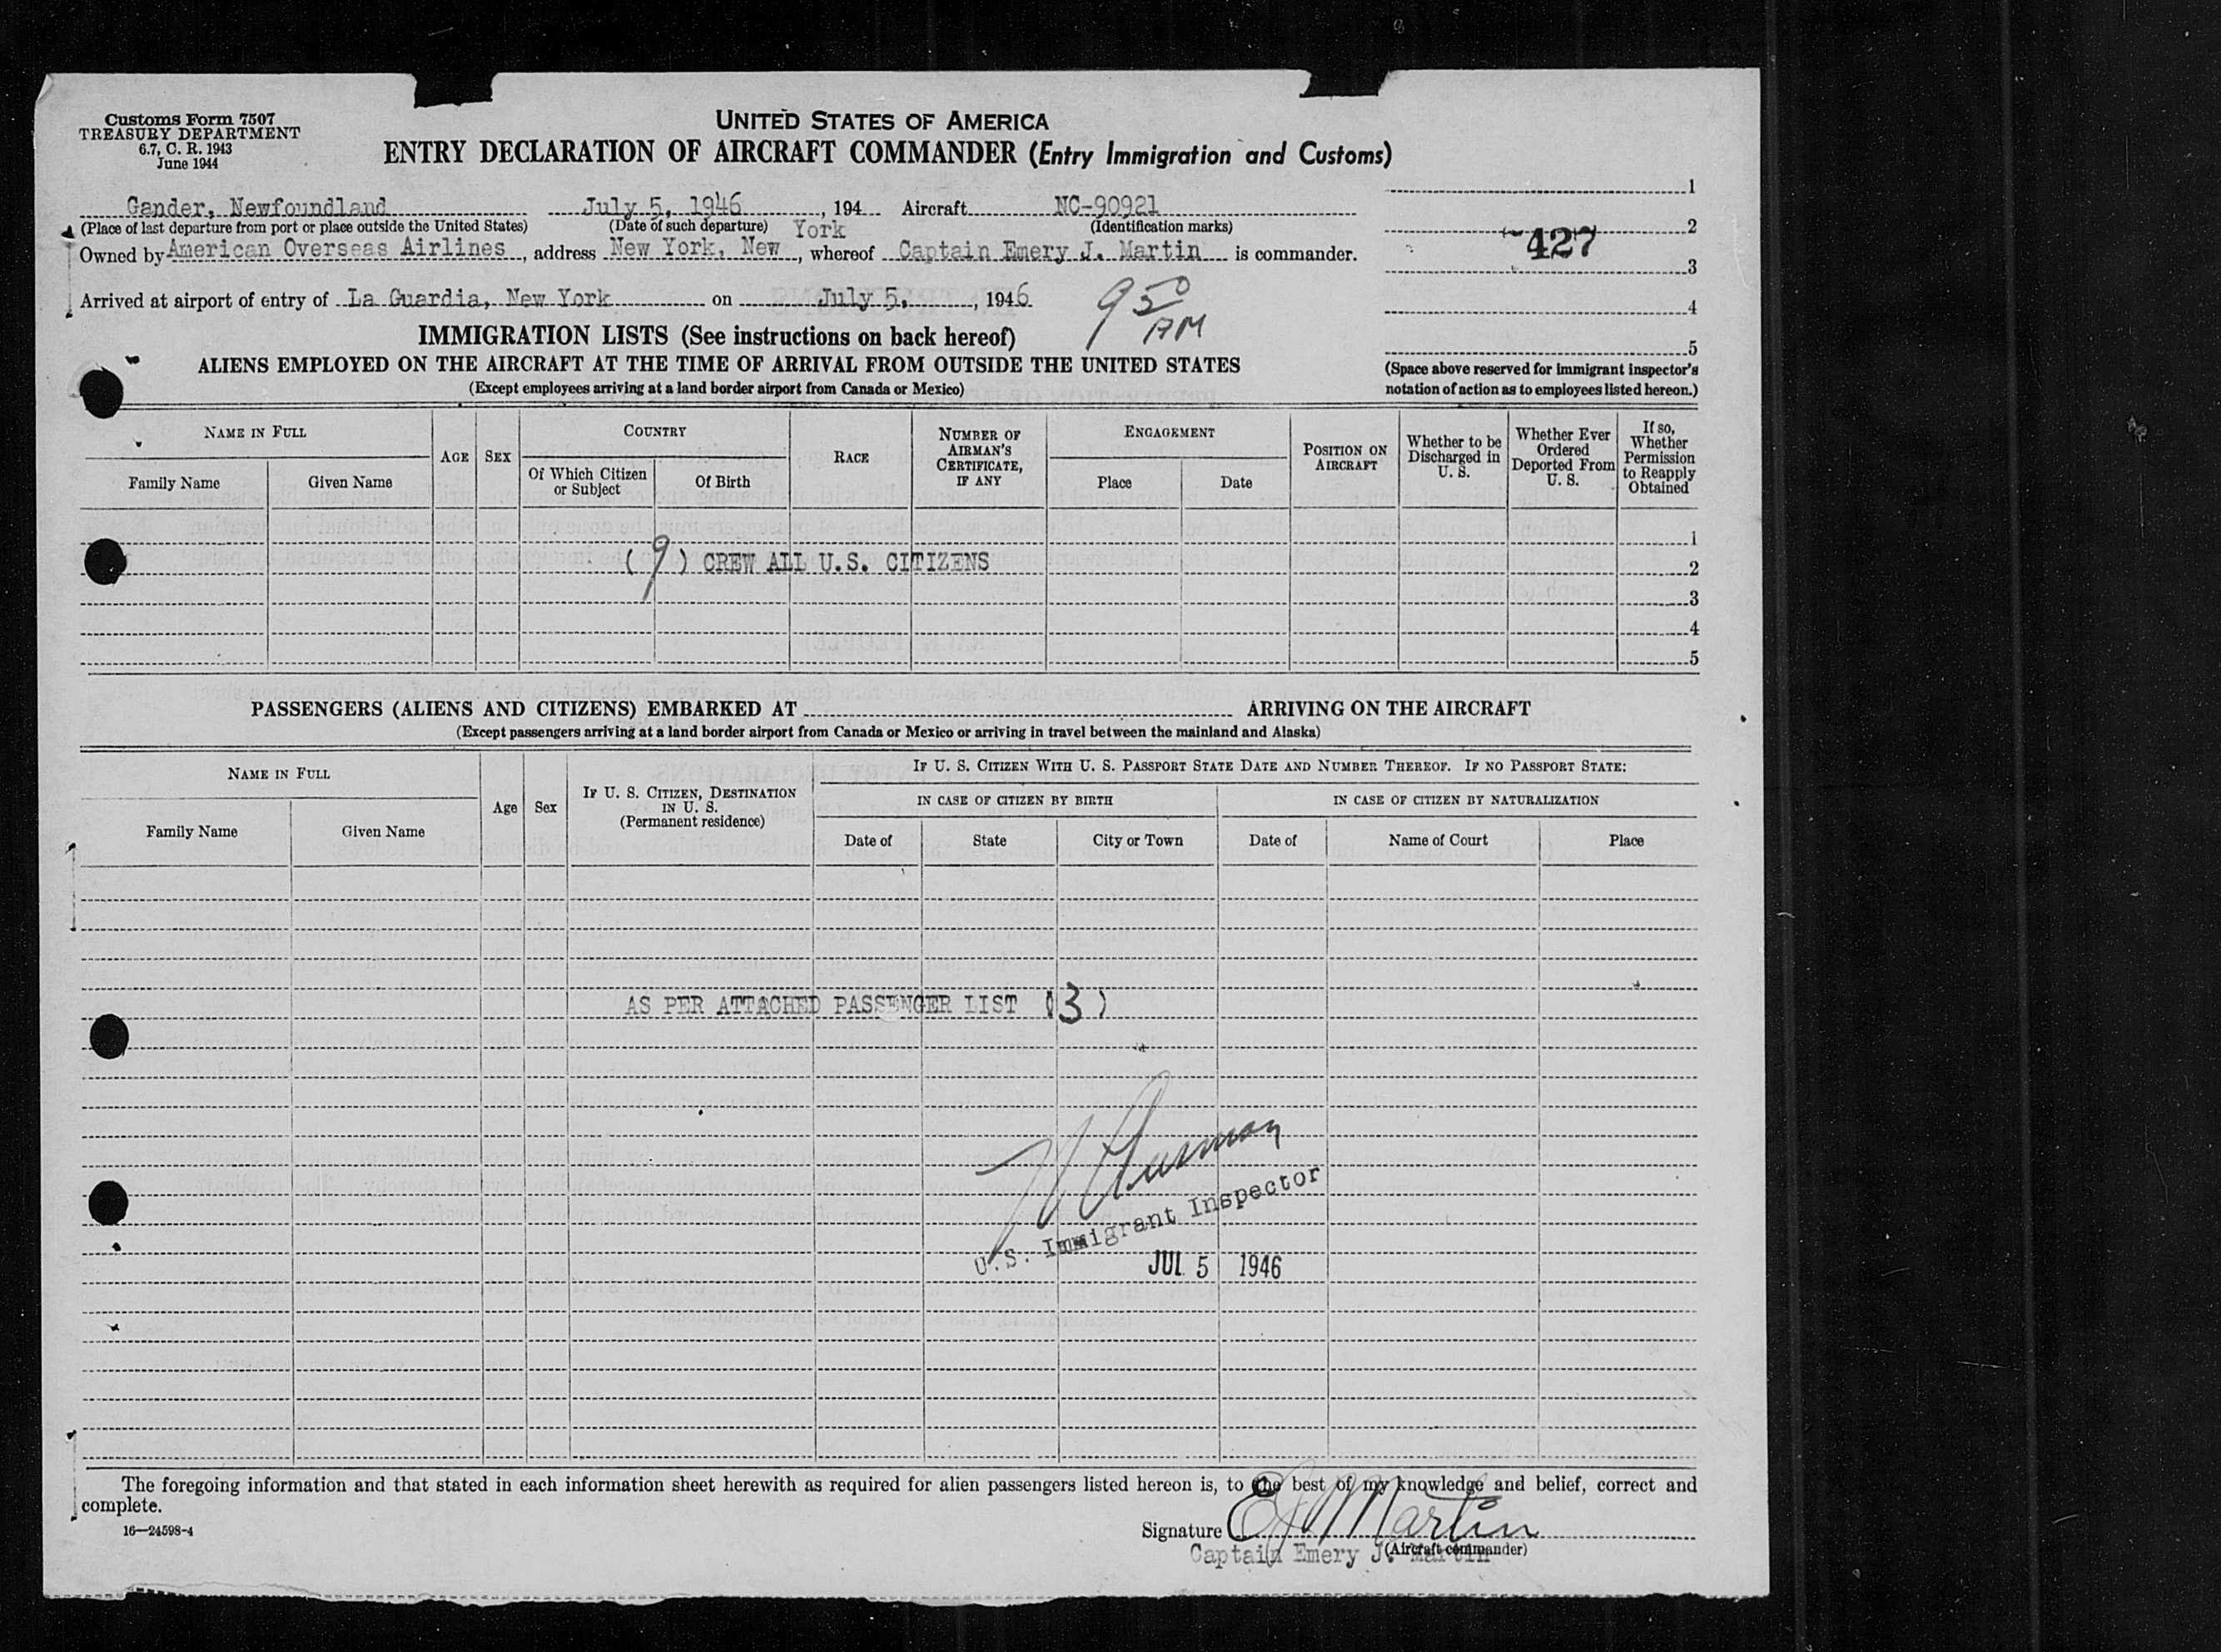 Customs Form 7507
TREASURY DEPARTMENT
6.7, C. R. 1943
June 1944
UNITED STATES OF AMERICA
ENTRY DECLARATION OF AIRCRAFT COMMANDER (Entry Immigration and Customs)
Gander, Newfoundland July 5, 1946, 194 Aircraft NC-90921
(Place of last departure from port or place outside the United States) (Date of such departure) (Identification marks)
York
Owned by American Overseas Airlines, address New York, New, whereof Captain Emery J. Martin is commander.
Arrived at airport of entry of La Guardia, New York on July 5, 1946
9 50 AM
1
2
427
3
4
5
(Space above reserved for immigrant inspector's
notation of action as to employees listed hereon.)
IMMIGRATION LISTS (See instructions on back hereof)
ALIENS EMPLOYED ON THE AIRCRAFT AT THE TIME OF ARRIVAL FROM OUTSIDE THE UNITED STATES
(Except employees arriving at a land border airport from Canada or Mexico)
NAME IN FULL
Family Name Given Name
AGE SEX
COUNTRY
Of Which Citizen or Subject
Of Birth
RACE
NUMBER OF AIRMAN'S CERTIFICATE, IF ANY
ENGAGEMENT
Place Date
POSITION ON AIRCRAFT
Whether to be Discharged in U. S.
Whether Ever Ordered Deported From U. S.
If so, Whether Permission to Reapply Obtained
1
(9) CREW ALL U.S. CITIZENS 2
3
4
5
PASSENGERS (ALIENS AND CITIZENS) EMBARKED AT ARRIVING ON THE AIRCRAFT
(Except passengers arriving at a land border airport from Canada or Mexico or arriving in travel between the mainland and Alaska)
NAME IN FULL
Family Name Given Name
Age Sex
IF U. S. CITIZEN, DESTINATION IN U. S.
(Permanent residence)
IF U. S. CITIZEN WITH U. S. PASSPORT STATE DATE AND NUMBER THEREOF. IF NO PASSPORT STATE:
IN CASE OF CITIZEN BY BIRTH IN CASE OF CITIZEN BY NATURALIZATION
Date of State City or Town Date of Name of Court Place
AS PER ATTACHED PASSENGER LIST (3)
U.S. Immigrant Inspector
JUL 5 1946
The foregoing information and that stated in each information sheet herewith as required for alien passengers listed hereon is, to the best of my knowledge and belief, correct and
complete.
16—24598-4
Signature E J Martin
(Aircraft commander)
Captain Emery J. Martin